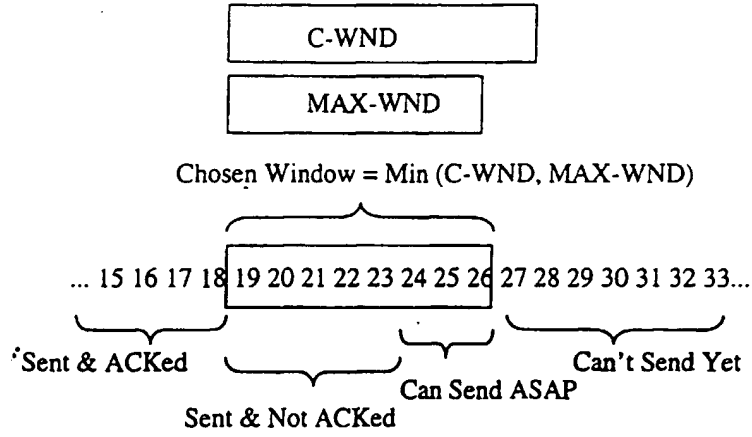 C-WND
MAX-WND
Chosen Window = Min (C-WND, MAX-WND)
... 15 16 17 18 19 20 21 22 23 24 25 26 27 28 29 30 31 32 33...
Sent & ACKed
Can't Send Yet
Can Send ASAP
Sent & Not ACKed